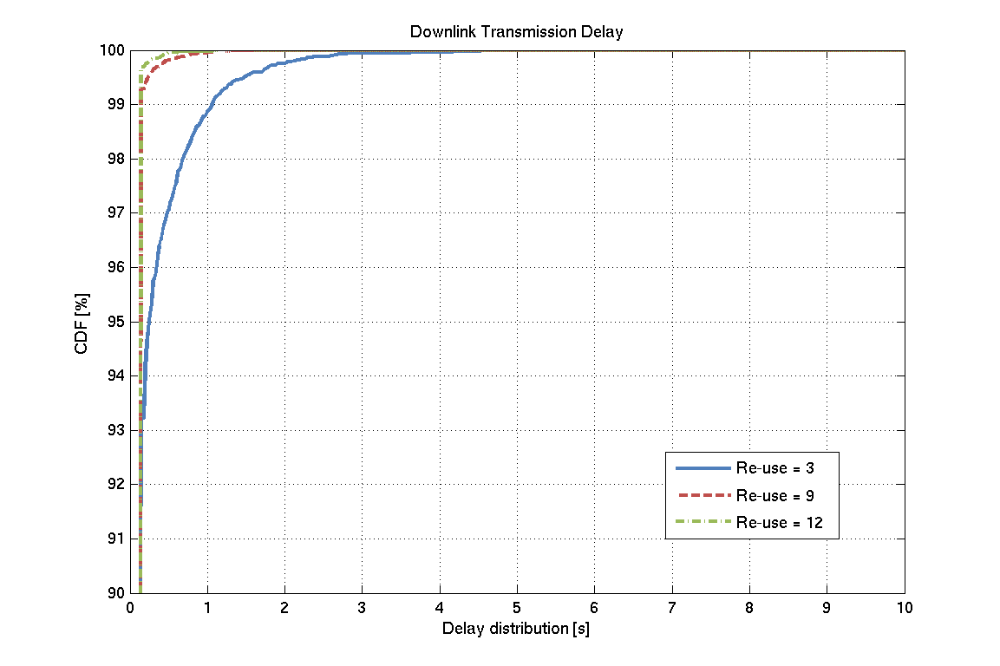 Downlink Transmission Delay
100
99
98
97
96
95
94
93
92
91
90
CDF [%]
Re-use = 3
Re-use = 9
Re-use = 12
0 1 2 3 4 5 6 7 8 9 10
Delay distribution [s]